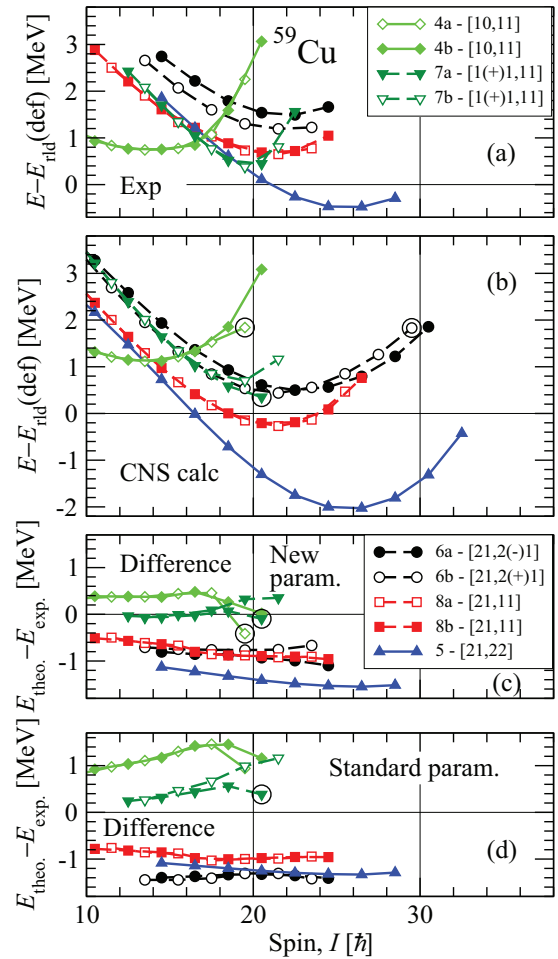 ⁵⁹Cu
4a - [10,11]
4b - [10,11]
7a - [1(+)1,11]
7b - [1(+)1,11]
E−E_rld(def) [MeV]
3
2
1
0
Exp
(a)
E−E_rld(def) [MeV]
3
2
1
0
-1
-2
CNS calc
(b)
E_theo.−E_exp. [MeV]
1
0
-1
Difference
New
param.
6a - [21,2(-)1]
6b - [21,2(+)1]
8a - [21,11]
8b - [21,11]
5 - [21,22]
(c)
E_theo.−E_exp. [MeV]
1
0
-1
Standard param.
Difference
(d)
10 20 30
Spin, I [ℏ]